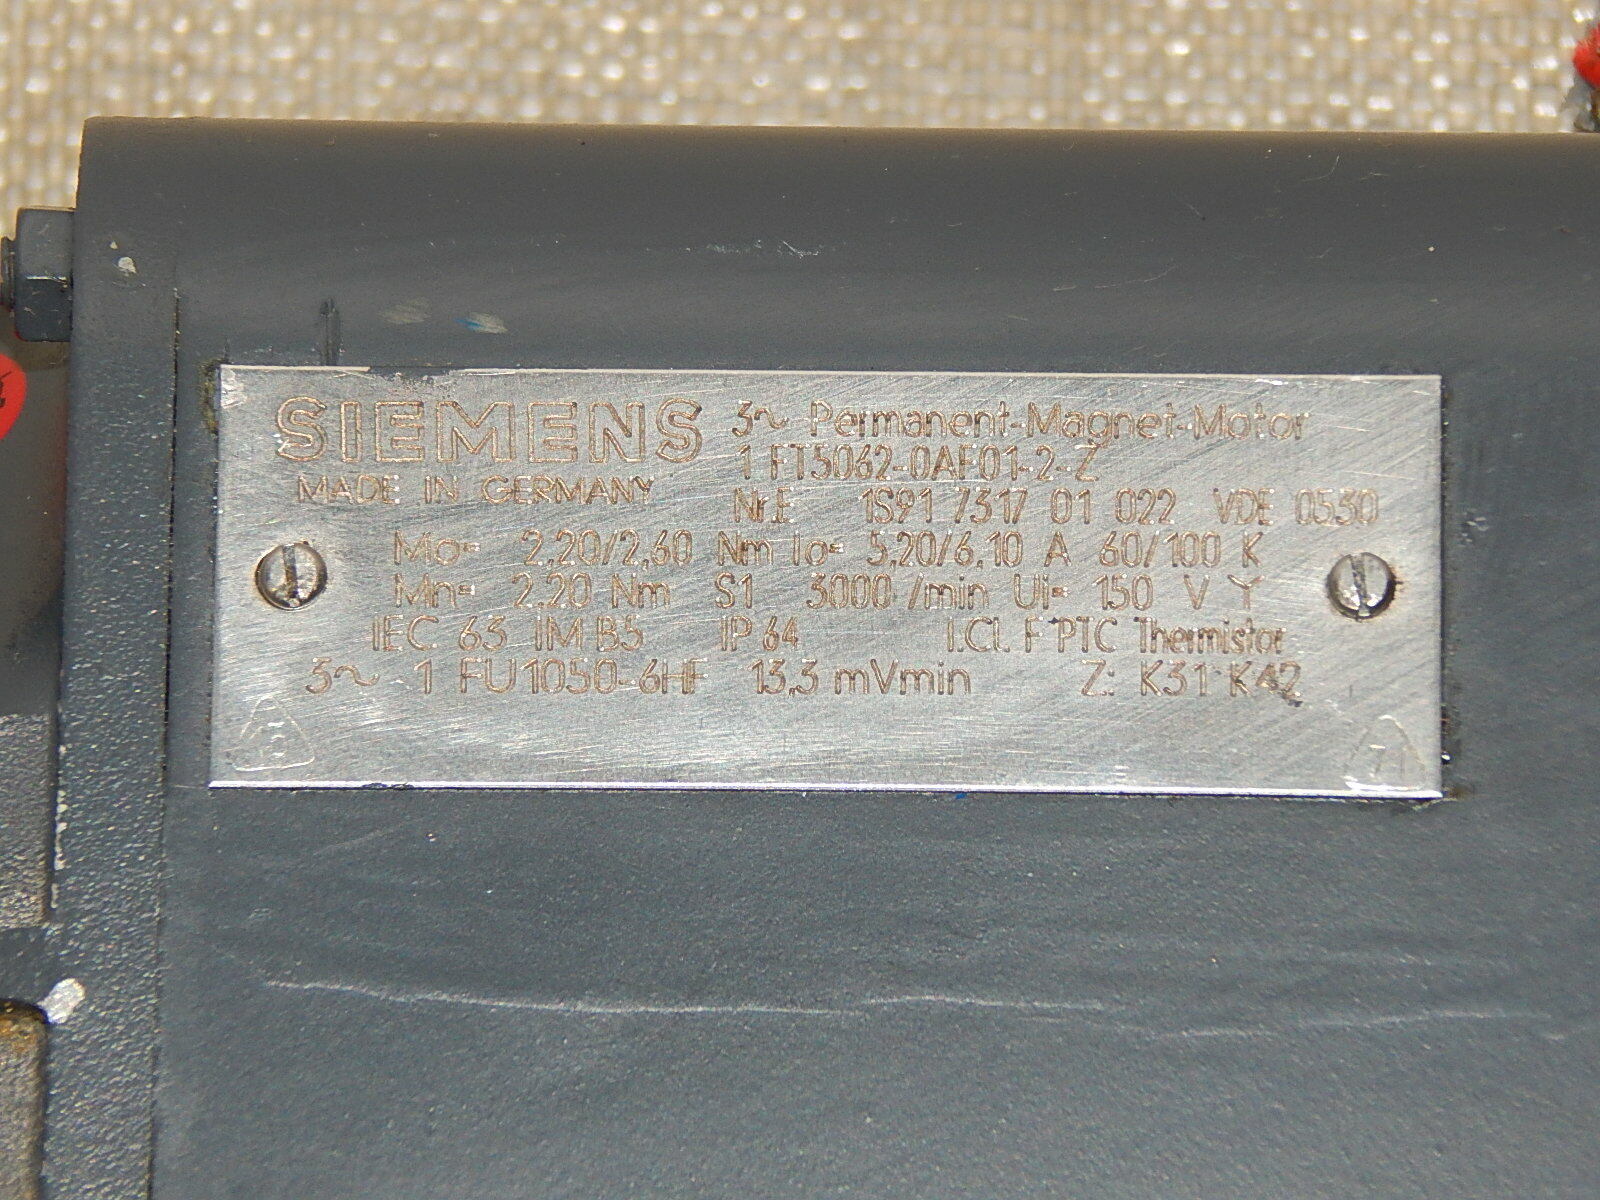 SIEMENS 3~ Permanent-Magnet-Motor
1 FT5062-0AF01-2-Z
MADE IN GERMANY
Nr.E 1S91 7317 01 022 VDE 0530
Mo= 2,20/2,60 Nm Io= 5,20/6,10 A 60/100 K
Mn= 2,20 Nm S1 3000 /min Ui= 150 V Y
IEC 63 IM B5 IP 64 I.Cl. F PTC Thermistor
3~ 1 FU1050-6HF 13,3 mVmin Z: K31 K42